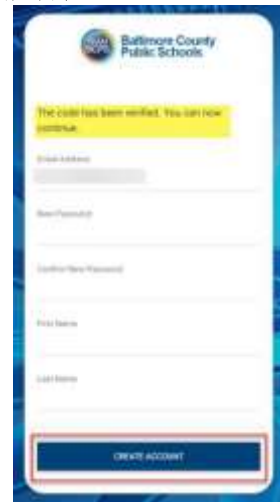 Baltimore County
Public Schools
The code has been verified. You can now
continue.
Email Address
New Password
Confirm New Password
First Name
Last Name
CREATE ACCOUNT